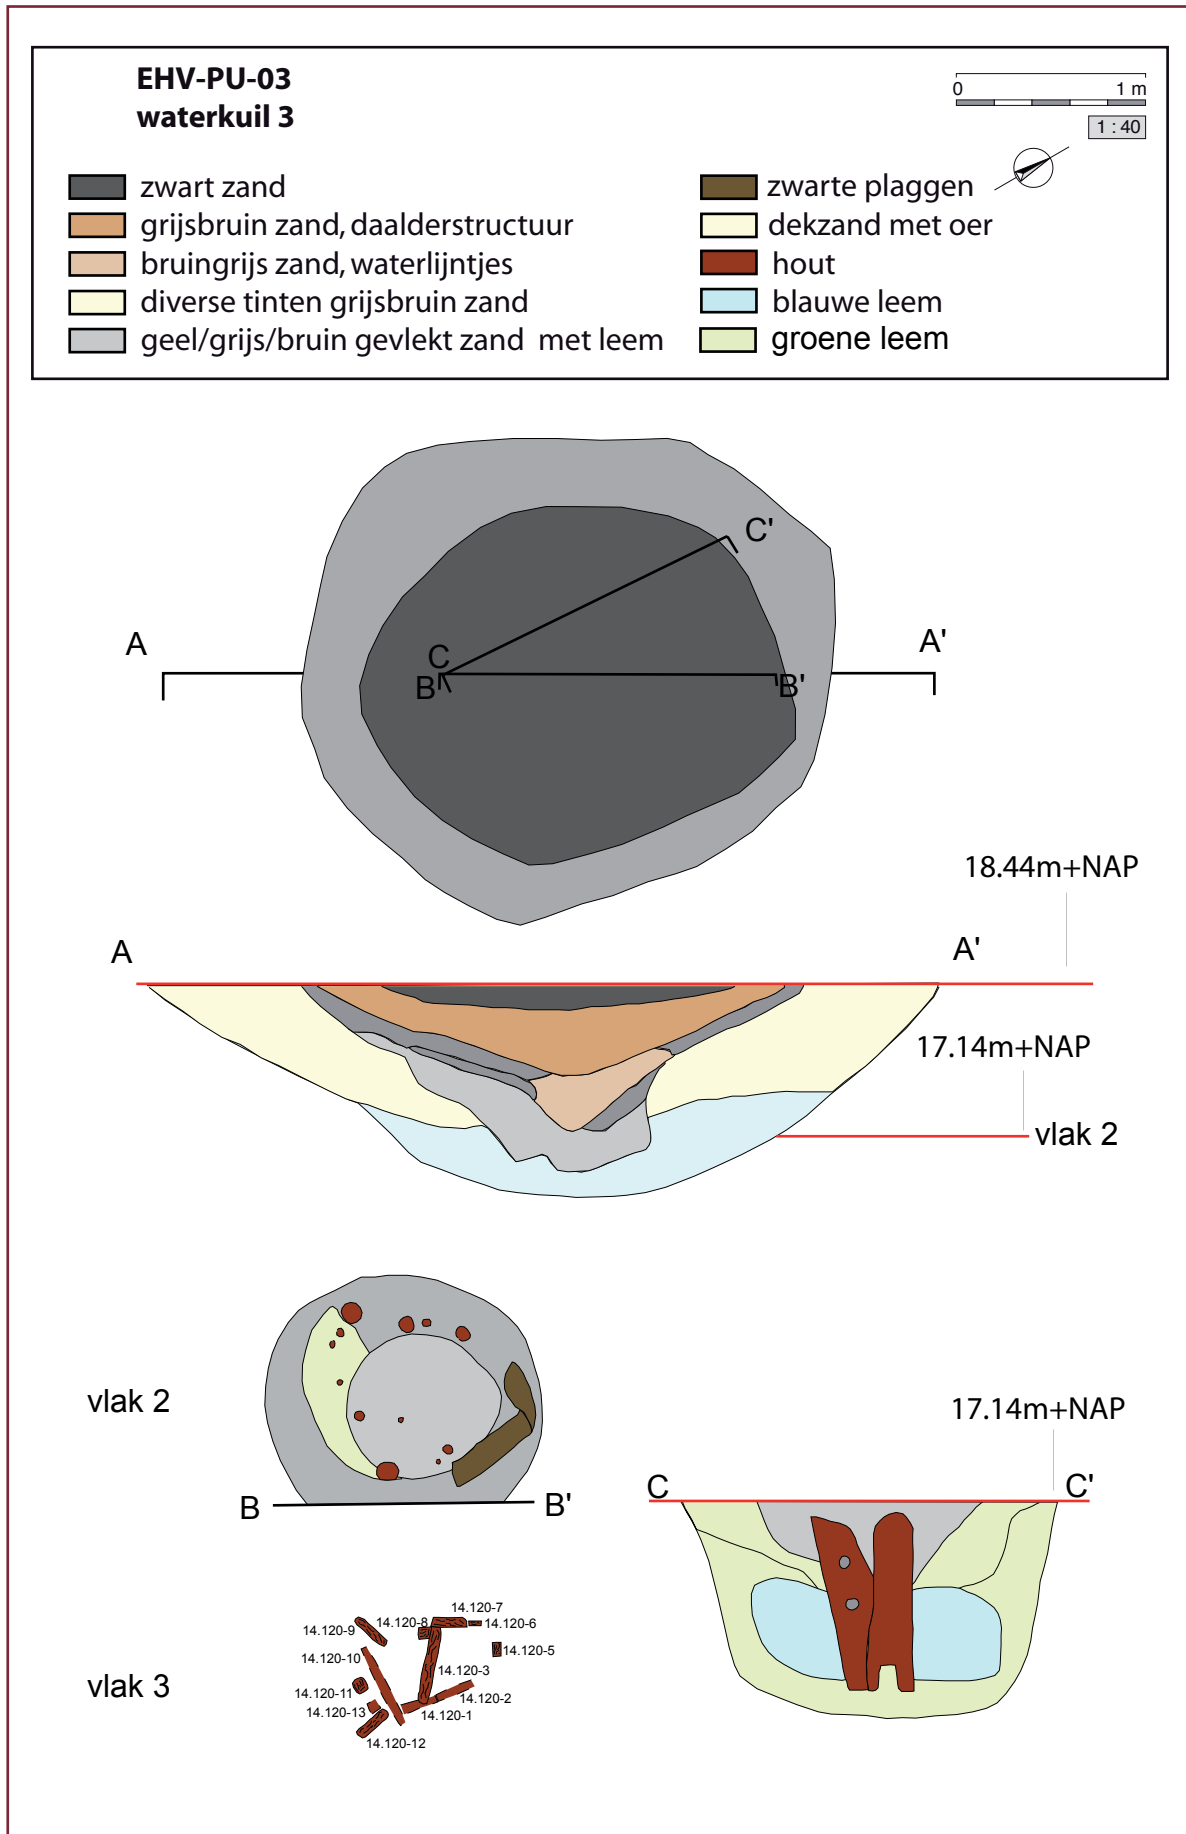 EHV-PU-03
waterkuil 3
0 1 m
1 : 40
zwart zand
grijsbruin zand, daalderstructuur
bruingrijs zand, waterlijntjes
diverse tinten grijsbruin zand
geel/grijs/bruin gevlekt zand met leem
zwarte plaggen
dekzand met oer
hout
blauwe leem
groene leem
C'
A
A'
C
B
B'
18.44m+NAP
A
A'
17.14m+NAP
vlak 2
vlak 2
B
B'
17.14m+NAP
C
C'
vlak 3
14.120-7
14.120-8
14.120-6
14.120-9
14.120-5
14.120-10
14.120-3
14.120-11
14.120-2
14.120-13
14.120-1
14.120-12